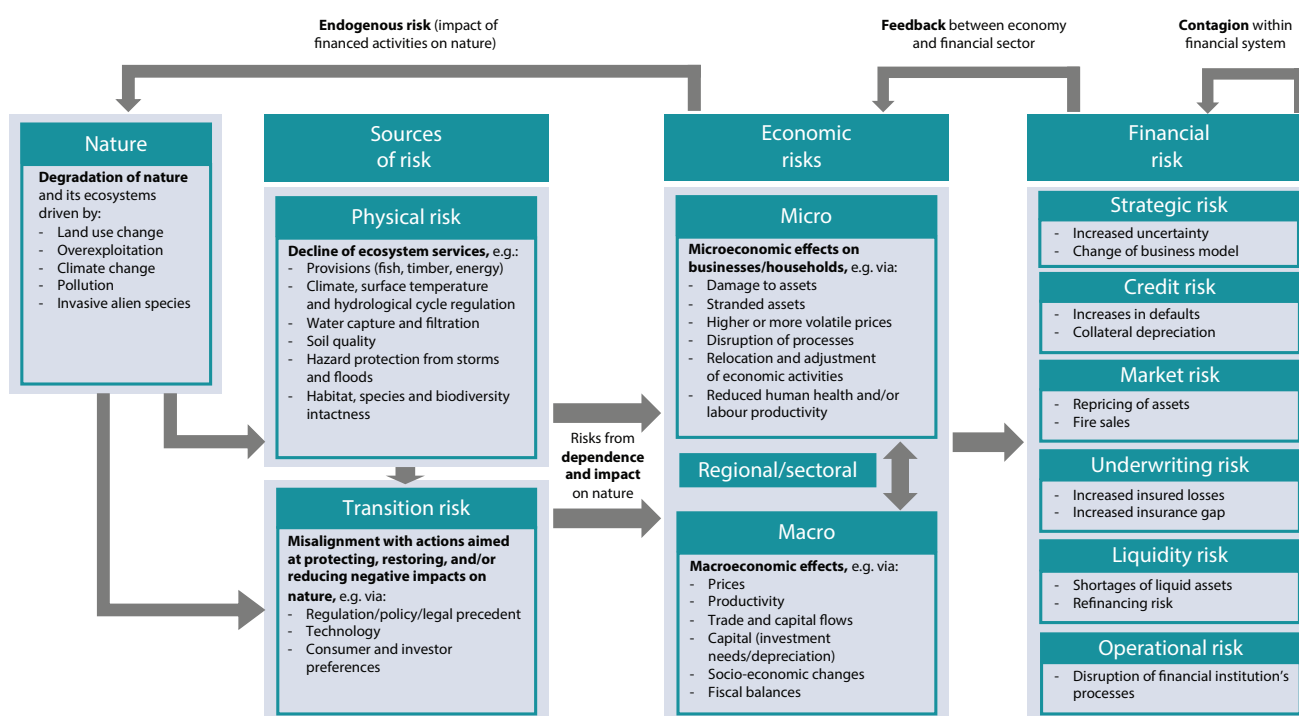 Endogenous risk (impact of
financed activities on nature)
Feedback between economy
and financial sector
Contagion within
financial system
Nature
Degradation of nature
and its ecosystems
driven by:
- Land use change
- Overexploitation
- Climate change
- Pollution
- Invasive alien species
Sources
of risk
Physical risk
Decline of ecosystem services, e.g.:
- Provisions (fish, timber, energy)
- Climate, surface temperature
and hydrological cycle regulation
- Water capture and filtration
- Soil quality
- Hazard protection from storms
and floods
- Habitat, species and biodiversity
intactness
Transition risk
Misalignment with actions aimed
at protecting, restoring, and/or
reducing negative impacts on
nature, e.g. via:
- Regulation/policy/legal precedent
- Technology
- Consumer and investor
preferences
Risks from
dependence
and impact
on nature
Economic
risks
Micro
Microeconomic effects on
businesses/households, e.g. via:
- Damage to assets
- Stranded assets
- Higher or more volatile prices
- Disruption of processes
- Relocation and adjustment
of economic activities
- Reduced human health and/or
labour productivity
Regional/sectoral
Macro
Macroeconomic effects, e.g. via:
- Prices
- Productivity
- Trade and capital flows
- Capital (investment
needs/depreciation)
- Socio-economic changes
- Fiscal balances
Financial
risk
Strategic risk
- Increased uncertainty
- Change of business model
Credit risk
- Increases in defaults
- Collateral depreciation
Market risk
- Repricing of assets
- Fire sales
Underwriting risk
- Increased insured losses
- Increased insurance gap
Liquidity risk
- Shortages of liquid assets
- Refinancing risk
Operational risk
- Disruption of financial institution's
processes